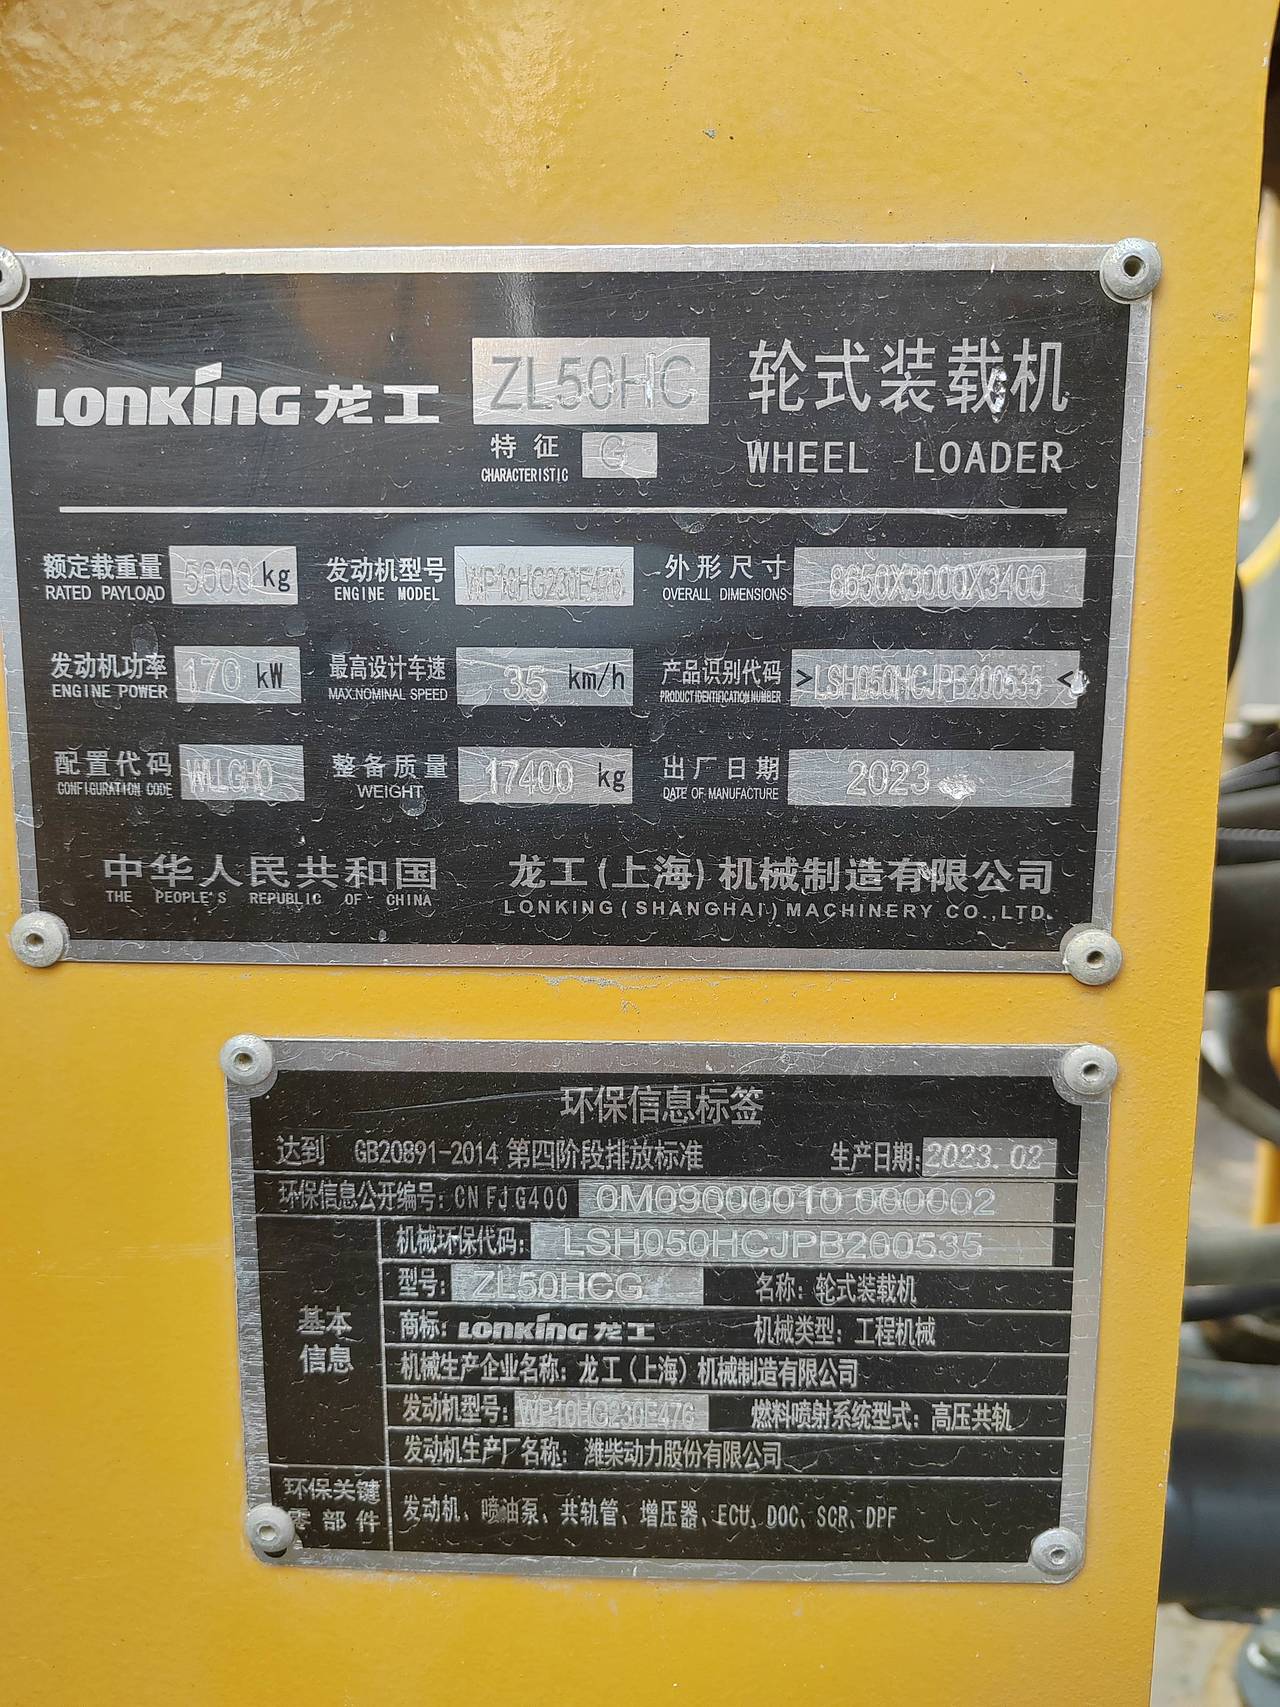 LONKING 龙工 ZL50HC 轮式装载机
特征 G WHEEL LOADER
CHARACTERISTIC
额定载重量 5000 kg 发动机型号 WP10HG230E476 外形尺寸 8650X3000X3400
RATED PAYLOAD ENGINE MODEL OVERALL DIMENSIONS
发动机功率 170 kW 最高设计车速 35 km/h 产品识别代码 >LSH050HCJPB200535<
ENGINE POWER MAX.NOMINAL SPEED PRODUCT IDENTIFICATION NUMBER
配置代码 WLLGH0 整备质量 17400 kg 出厂日期 2023
CONFIGURATION CODE WEIGHT DATE OF MANUFACTURE
中华人民共和国 龙工(上海)机械制造有限公司
THE PEOPLE'S REPUBLIC OF CHINA LONKING(SHANGHAI)MACHINERY CO.,LTD.
环保信息标签
达到 GB20891-2014 第四阶段排放标准 生产日期:2023.02
环保信息公开编号:CN FJ G400 0M09000010 000002
机械环保代码: LSH050HCJPB200535
型号: ZL50HCG 名称: 轮式装载机
基本信息
商标: LONKING 龙工 机械类型: 工程机械
机械生产企业名称: 龙工(上海)机械制造有限公司
发动机型号: WP10HG230E476 燃料喷射系统型式: 高压共轨
发动机生产厂名称: 潍柴动力股份有限公司
环保关键零部件 发动机、喷油泵、共轨管、增压器、ECU、DOC、SCR、DPF